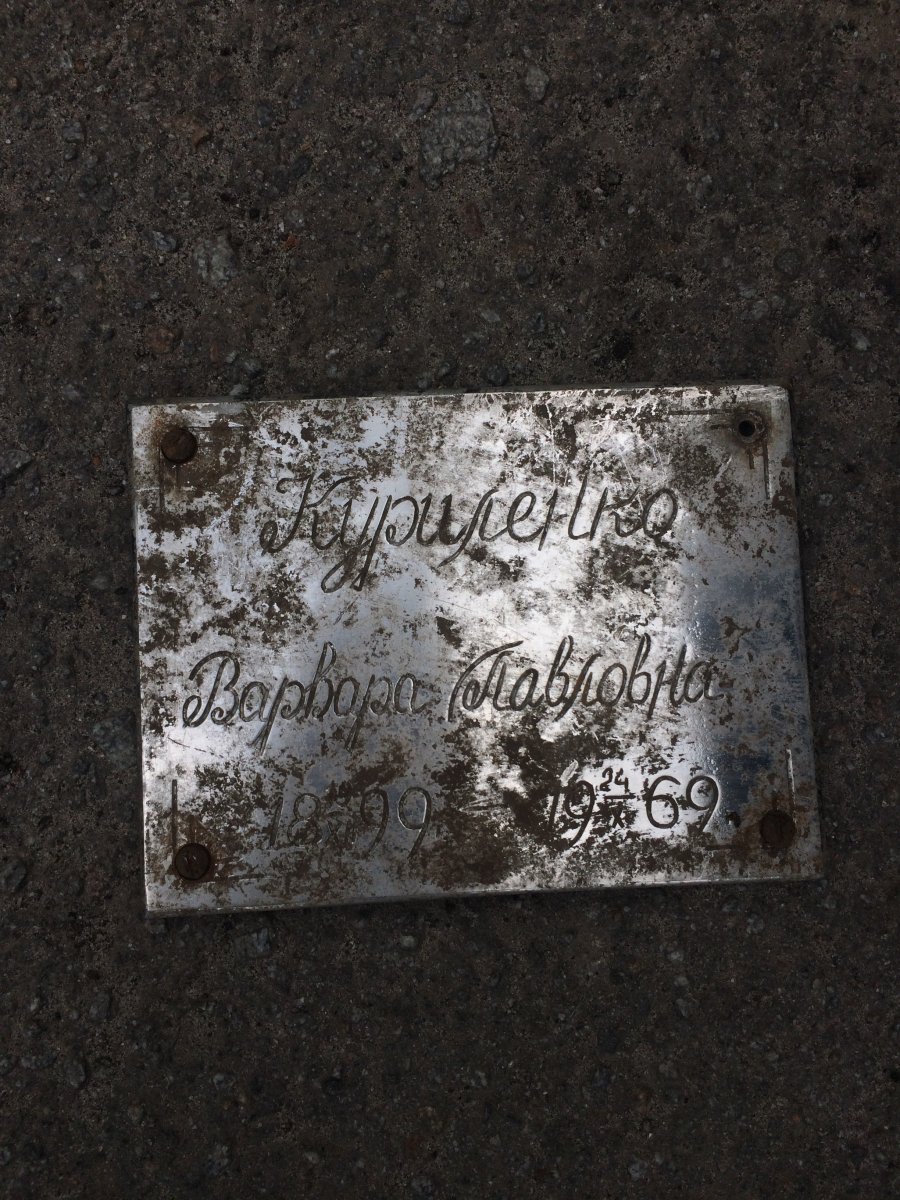 Куриленко
Варвара Павловна
1899 - 19 24/IX 69